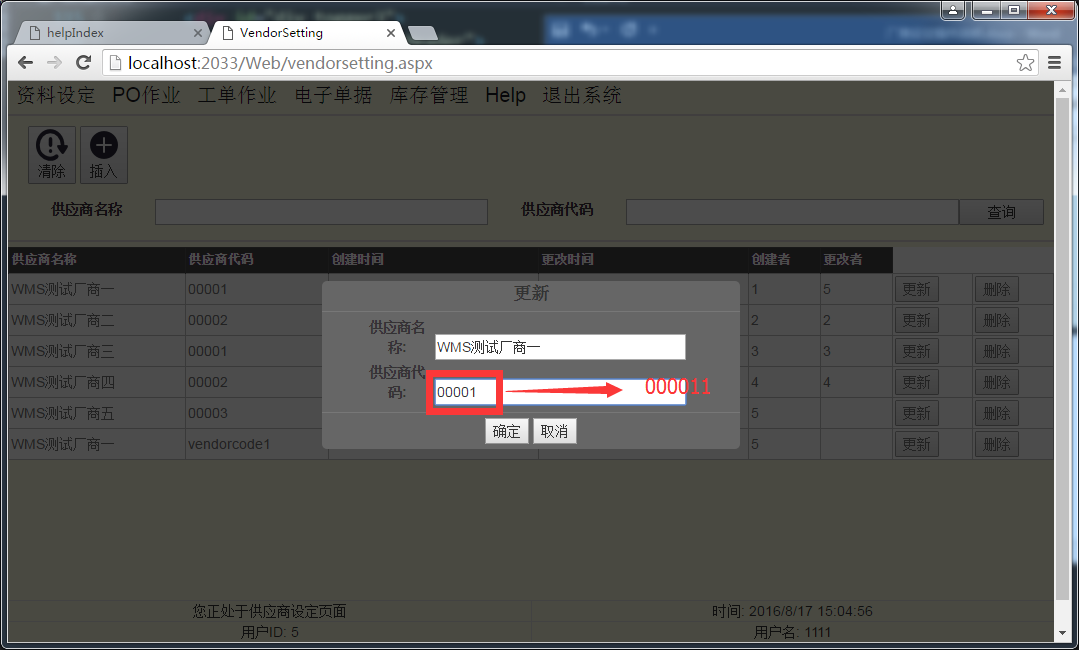 helpIndex
VendorSetting
localhost:2033/Web/vendorsetting.aspx
资料设定 PO作业 工单作业 电子单据 库存管理 Help 退出系统
清除 插入
供应商名称 供应商代码 查询
供应商名称 供应商代码 创建时间 更改时间 创建者 更改者
WMS测试厂商一 00001 1 5 更新 删除
WMS测试厂商二 00002 2 2 更新 删除
WMS测试厂商三 00001 3 3 更新 删除
WMS测试厂商四 00002 4 4 更新 删除
WMS测试厂商五 00003 5 更新 删除
WMS测试厂商一 vendorcode1 5 更新 删除
更新
供应商名
称:
WMS测试厂商一
供应商代
码:
00001
000011
确定 取消
您正处于供应商设定页面 时间: 2016/8/17 15:04:56
用户ID: 5 用户名: 1111